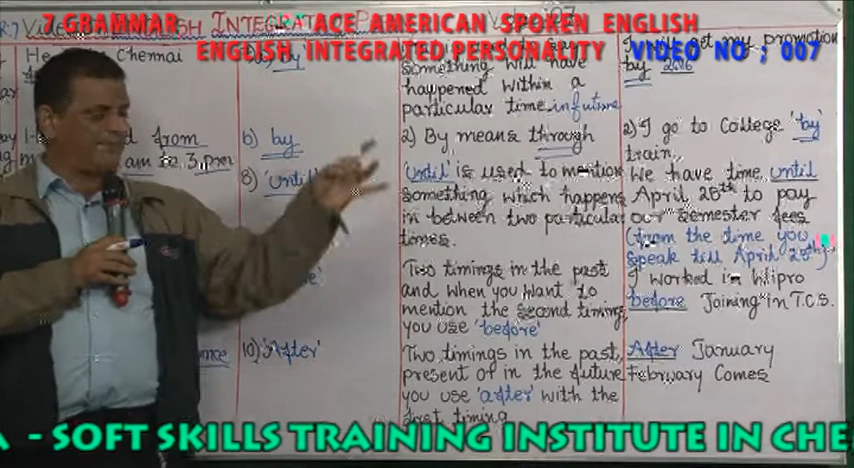 7 GRAMMAR ACE AMERICAN SPOKEN ENGLISH
ENGLISH INTEGRATED PERSONALITY VIDEO NO ; 007
Chennai
from
am to 3.pm
by
6) by
8) 'until'
10) 'After'
something will have
happened within a
particular time in future
2) By means through
'until' is used to mention
something which happens
in between two particular
times.
Two timings in the past
and when you want to
mention the second timing
you use 'before'
Two timings in the past,
present or in the future
you use 'after' with the
first timing
I will get my promotion
by 2016
2) I go to College 'by'
train.
We have time until
April 25th to pay
our semester fees
(from the time you
speak till April 25th)
I worked in Wipro
before Joining in T.C.S.
After January
February Comes
- SOFT SKILLS TRAINING INSTITUTE IN CHE